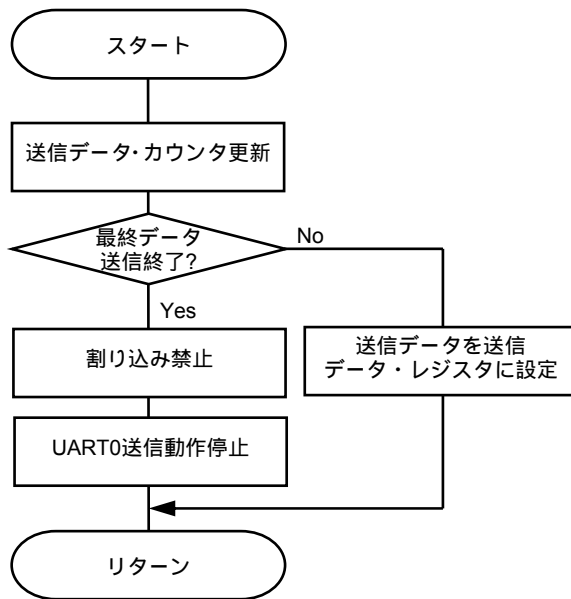 スタート
送信データ・カウンタ更新
最終データ
送信終了?
No
Yes
割り込み禁止
送信データを送信
データ・レジスタに設定
UART0送信動作停止
リターン